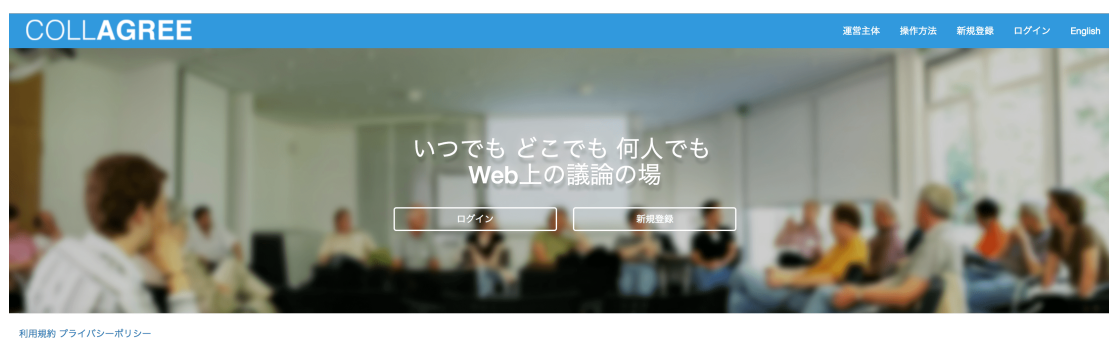 COLLAGREE
運営主体 操作方法 新規登録 ログイン English
いつでも どこでも 何人でも
Web上の議論の場
ログイン 新規登録
利用規約 プライバシーポリシー